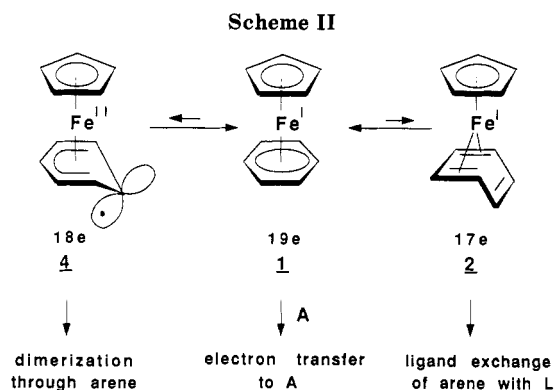 Scheme II
Fe^II Fe^I Fe^I
18e 19e 17e
4 1 2
A
dimerization electron transfer ligand exchange
through arene to A of arene with L